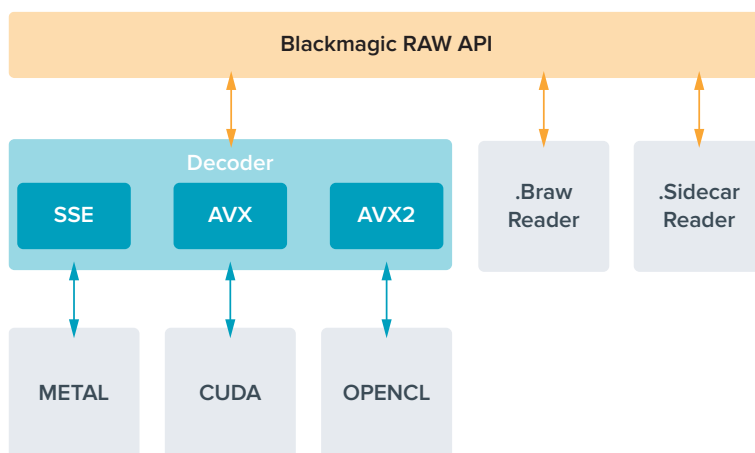 Blackmagic RAW API
Decoder
SSE
AVX
AVX2
.Braw
Reader
.Sidecar
Reader
METAL
CUDA
OPENCL